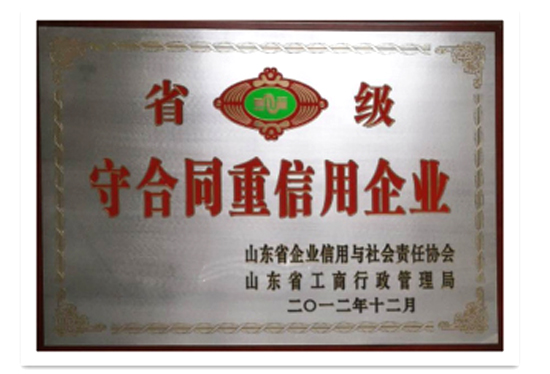 省 级
守合同重信用企业
山东省企业信用与社会责任协会
山东省工商行政管理局
二〇一二年十二月